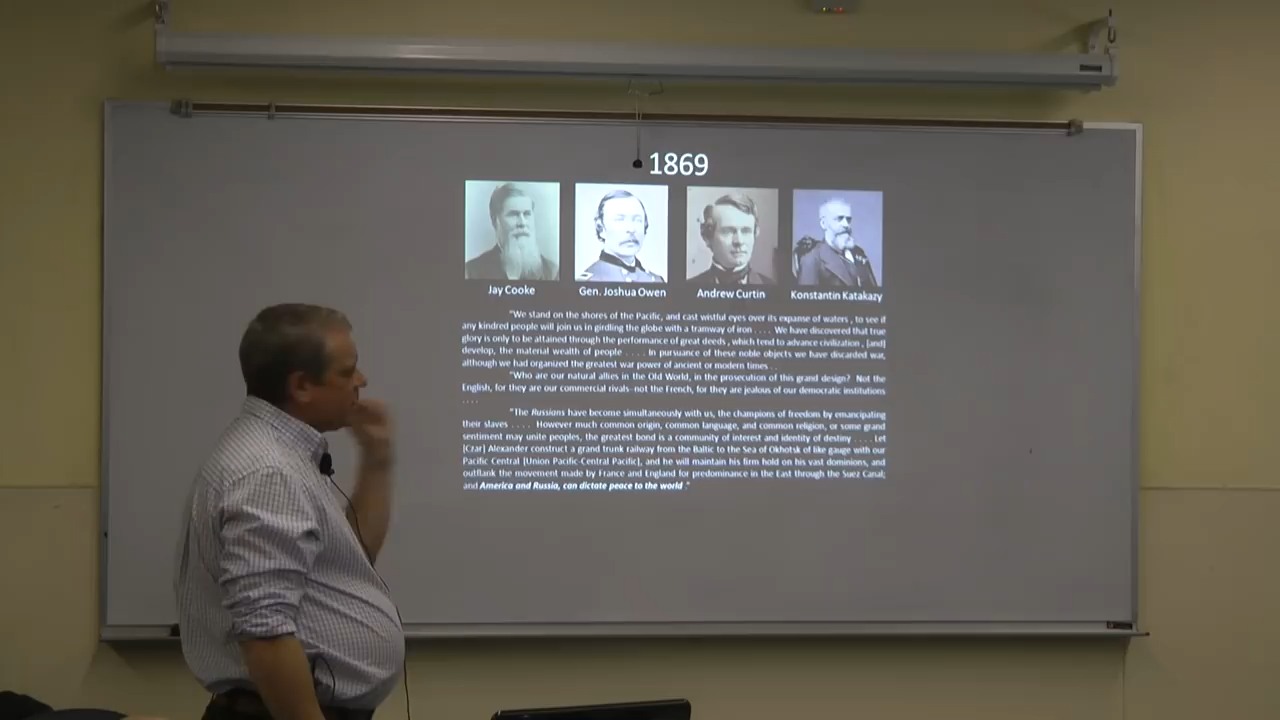 1869
Jay Cooke
Gen. Joshua Owen
Andrew Curtin
Konstantin Katakazy
"We stand on the shores of the Pacific, and cast wistful eyes over its expanse of waters , to see if
any kindred people will join us in girdling the globe with a tramway of iron . . . . We have discovered that true
glory is only to be attained through the performance of great deeds , which tend to advance civilization , [and]
develop, the material wealth of people . . . . In pursuance of these noble objects we have discarded war,
although we had organized the greatest war power of ancient or modern times . .
"Who are our natural allies in the Old World, in the prosecution of this grand design? Not the
English, for they are our commercial rivals--not the French, for they are jealous of our democratic institutions
. . . .
"The Russians have become simultaneously with us, the champions of freedom by emancipating
their slaves . . . . However much common origin, common language, and common religion, or some grand
sentiment may unite peoples, the greatest bond is a community of interest and identity of destiny . . . . Let
[Czar] Alexander construct a grand trunk railway from the Baltic to the Sea of Okhotsk of like gauge with our
Pacific Central [Union Pacific-Central Pacific], and he will maintain his firm hold on his vast dominions, and
outflank the movement made by France and England for predominance in the East through the Suez Canal;
and America and Russia, can dictate peace to the world ."